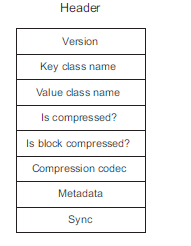 Header
Version
Key class name
Value class name
Is compressed?
Is block compressed?
Compression codec
Metadata
Sync